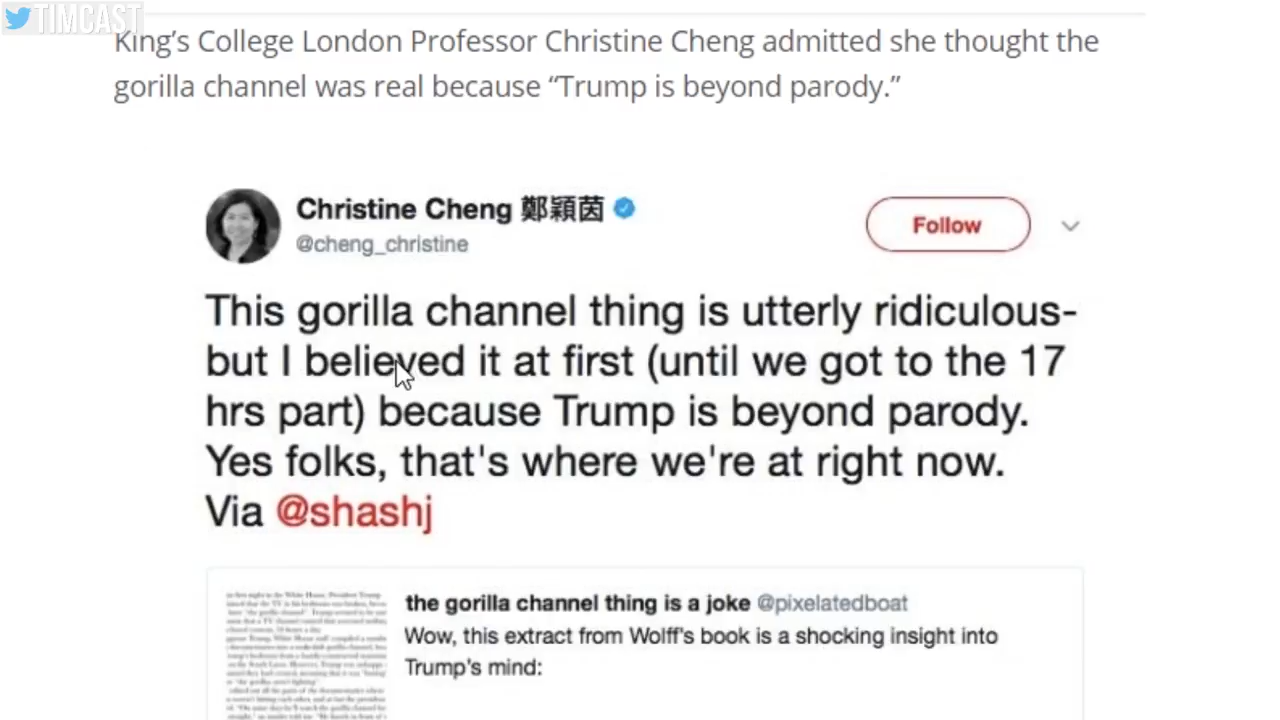 TIMCAST
King's College London Professor Christine Cheng admitted she thought the
gorilla channel was real because “Trump is beyond parody.”
Christine Cheng 鄭穎茵
@cheng_christine
Follow
This gorilla channel thing is utterly ridiculous-
but I believed it at first (until we got to the 17
hrs part) because Trump is beyond parody.
Yes folks, that's where we're at right now.
Via @shashj
the gorilla channel thing is a joke @pixelatedboat
Wow, this extract from Wolff's book is a shocking insight into
Trump's mind: